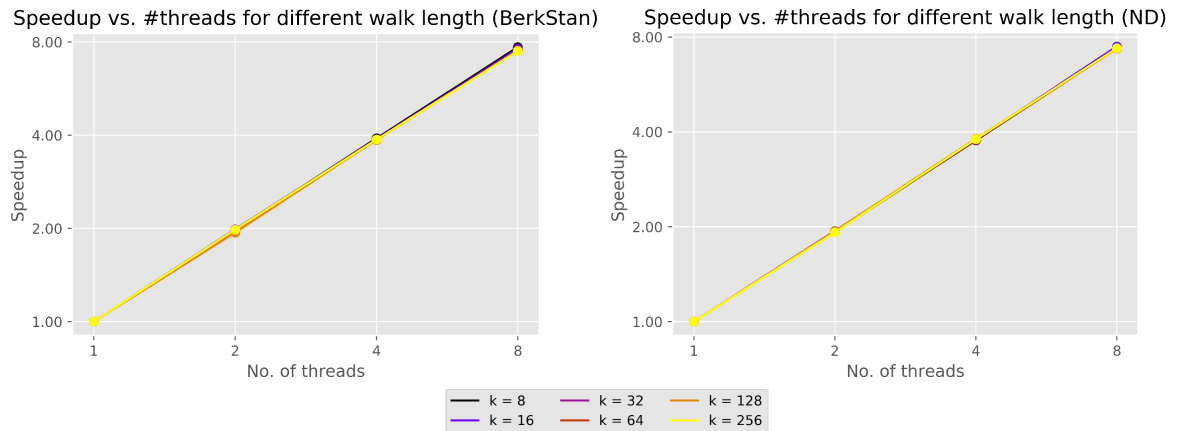 Speedup vs. #threads for different walk length (BerkStan)
8.00
4.00
2.00
1.00
Speedup
1 2 4 8
No. of threads
Speedup vs. #threads for different walk length (ND)
8.00
4.00
2.00
1.00
Speedup
1 2 4 8
No. of threads
k = 8 k = 32 k = 128
k = 16 k = 64 k = 256